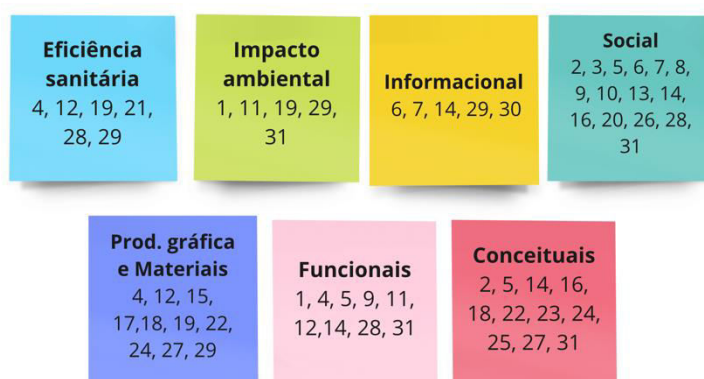 Eficiência
sanitária
4, 12, 19, 21,
28, 29
Impacto
ambiental
1, 11, 19, 29,
31
Informacional
6, 7, 14, 29, 30
Social
2, 3, 5, 6, 7, 8,
9, 10, 13, 14,
16, 20, 26, 28,
31
Prod. gráfica
e Materiais
4, 12, 15,
17,18, 19, 22,
24, 27, 29
Funcionais
1, 4, 5, 9, 11,
12,14, 28, 31
Conceituais
2, 5, 14, 16,
18, 22, 23, 24,
25, 27, 31